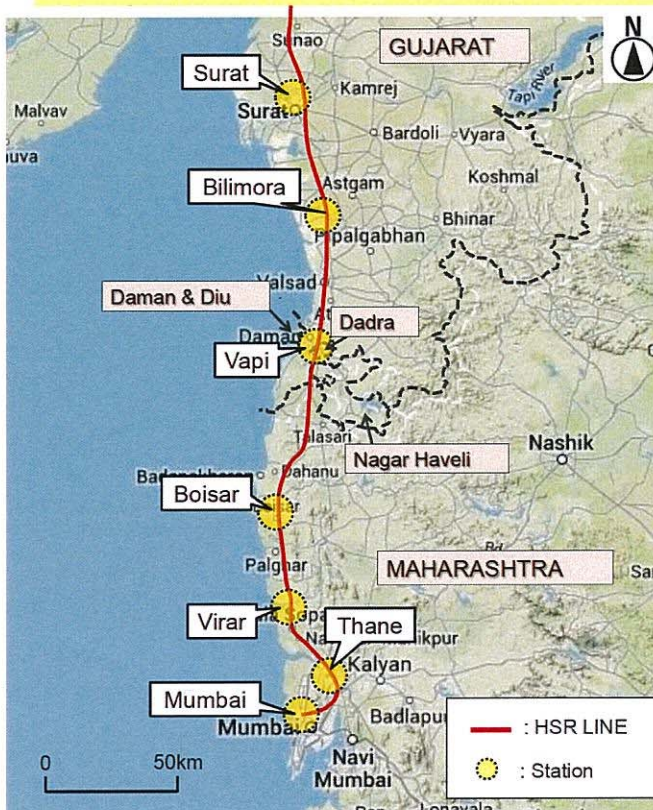 Sunao
GUJARAT
N
Surat
Kamrej
Tapi River
Malvav
Surat
Bardoli
Vyara
Bilimora
Astgam
Koshmal
Bhinar
Valsad
Daman & Diu
Dadra
Daman
Vapi
Talasari
Nagar Haveli
Nashik
Dahanu
Boisar
Palghar
MAHARASHTRA
Virar
Thane
Kalyan
Mumbai
Mumbai
Badlapur
Navi
Mumbai
: HSR LINE
: Station
0
50km